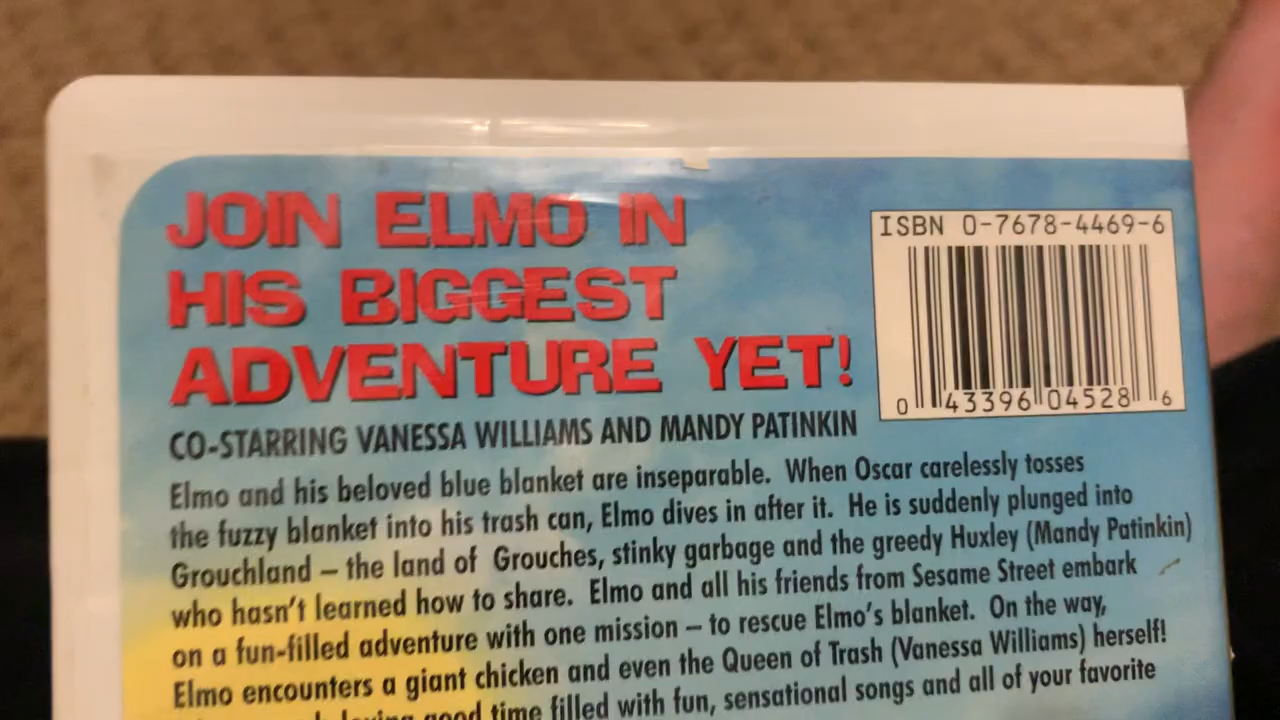 JOIN ELMO IN
HIS BIGGEST
ADVENTURE YET!
ISBN 0-7678-4469-6
0 43396 04528 6
CO-STARRING VANESSA WILLIAMS AND MANDY PATINKIN
Elmo and his beloved blue blanket are inseparable. When Oscar carelessly tosses
the fuzzy blanket into his trash can, Elmo dives in after it. He is suddenly plunged into
Grouchland – the land of Grouches, stinky garbage and the greedy Huxley (Mandy Patinkin)
who hasn't learned how to share. Elmo and all his friends from Sesame Street embark
on a fun-filled adventure with one mission – to rescue Elmo's blanket. On the way,
Elmo encounters a giant chicken and even the Queen of Trash (Vanessa Williams) herself!
good time filled with fun, sensational songs and all of your favorite